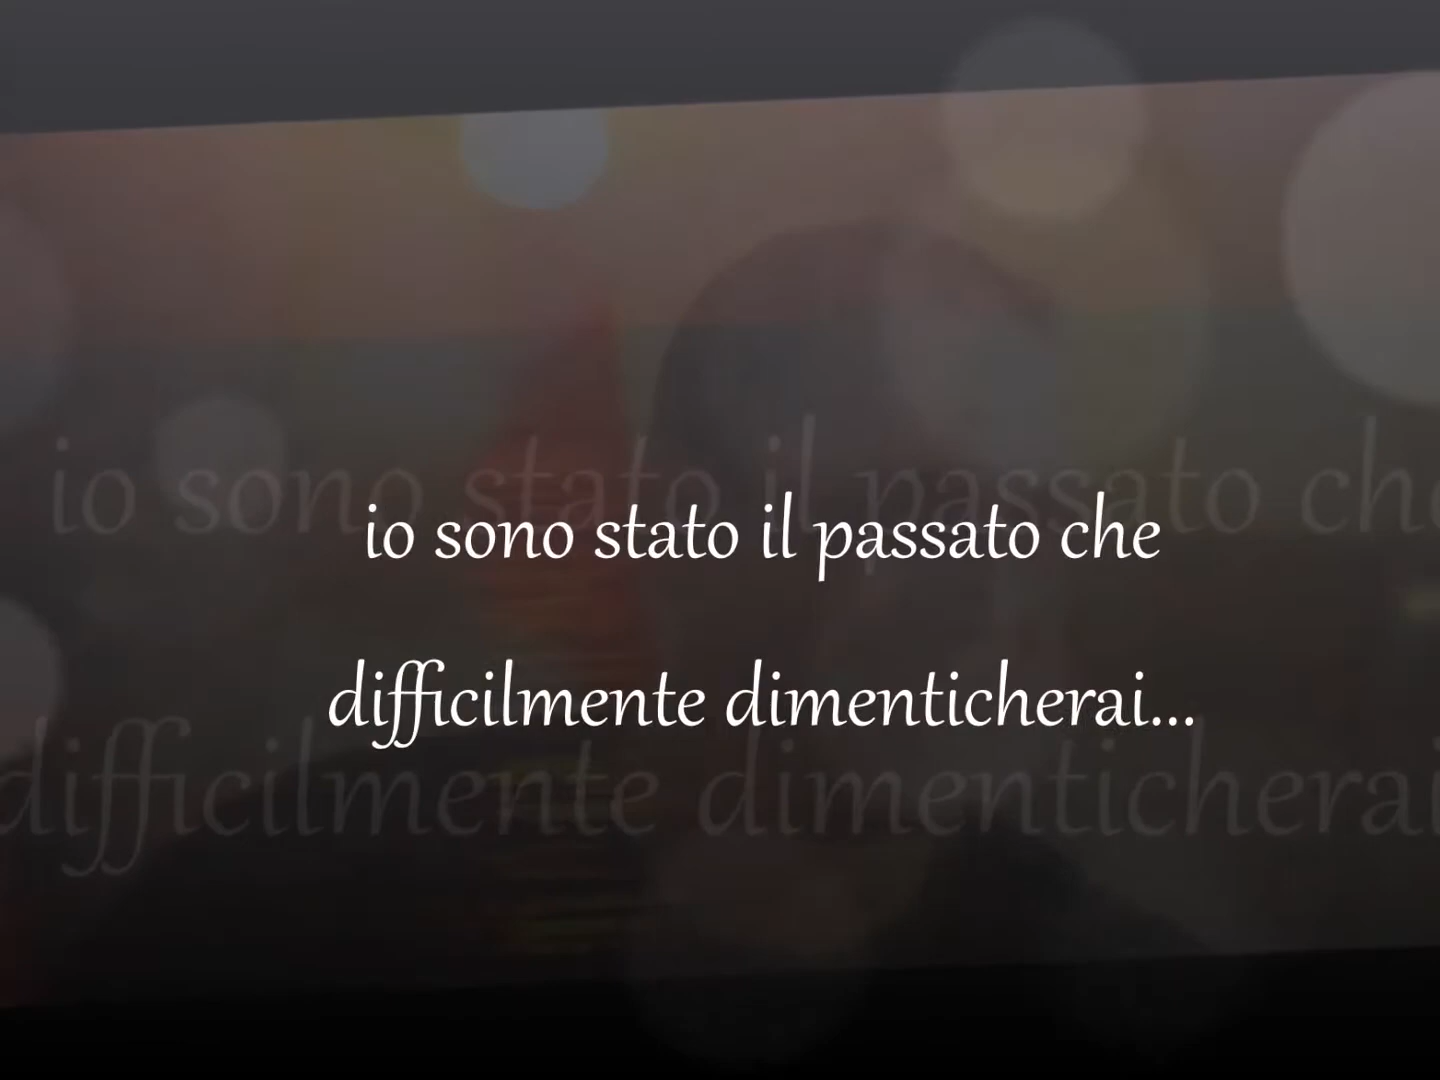 io sono stato il passato che
difficilmente dimenticherai...